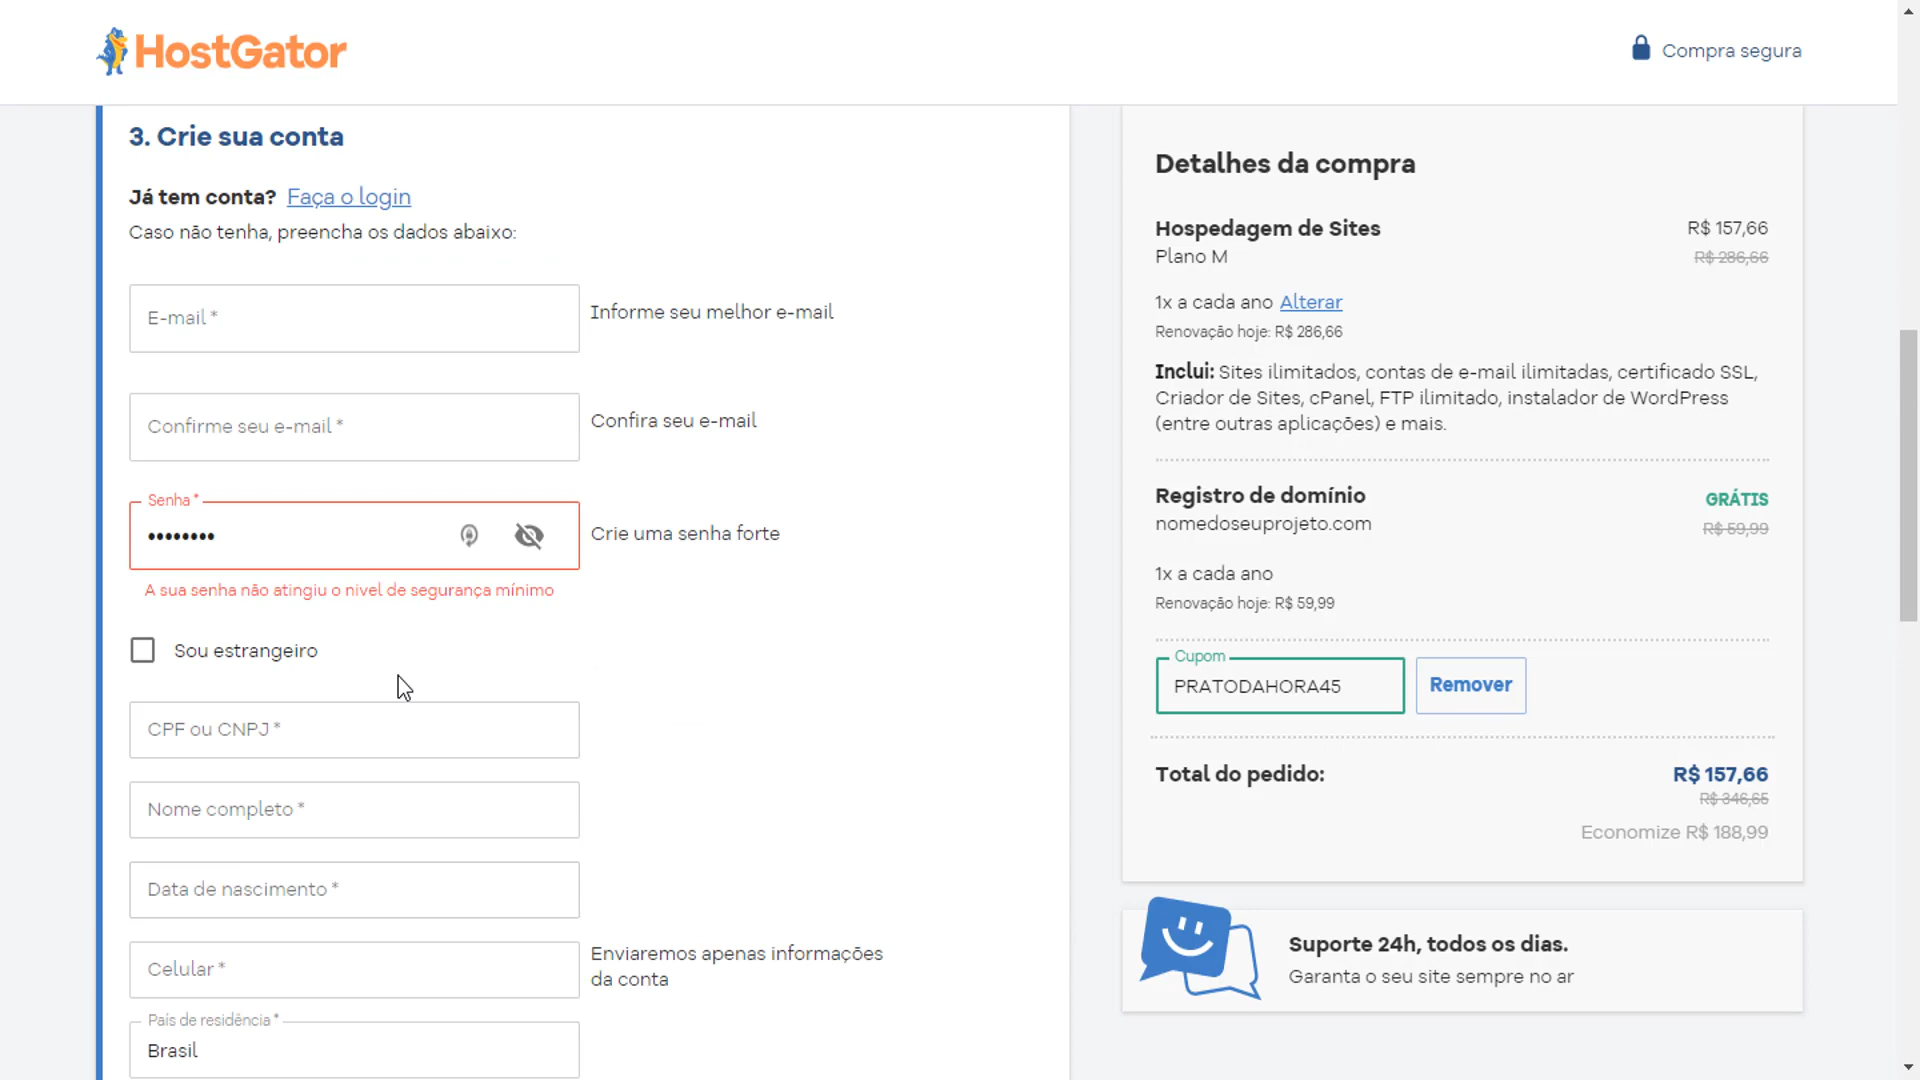 HostGator
Compra segura
3. Crie sua conta
Já tem conta? Faça o login
Caso não tenha, preencha os dados abaixo:
E-mail *
Informe seu melhor e-mail
Confirme seu e-mail *
Confira seu e-mail
Senha *
••••••••
Crie uma senha forte
A sua senha não atingiu o nivel de segurança mínimo
Sou estrangeiro
CPF ou CNPJ *
Nome completo *
Data de nascimento *
Celular *
Enviaremos apenas informações
da conta
País de residência *
Brasil
Detalhes da compra
Hospedagem de Sites R$ 157,66
Plano M R$ 286,66
1x a cada ano Alterar
Renovação hoje: R$ 286,66
Inclui: Sites ilimitados, contas de e-mail ilimitadas, certificado SSL,
Criador de Sites, cPanel, FTP ilimitado, instalador de WordPress
(entre outras aplicações) e mais.
Registro de domínio GRÁTIS
nomedoseuprojeto.com R$ 59,99
1x a cada ano
Renovação hoje: R$ 59,99
Cupom
PRATODAHORA45 Remover
Total do pedido: R$ 157,66
R$ 346,65
Economize R$ 188,99
Suporte 24h, todos os dias.
Garanta o seu site sempre no ar